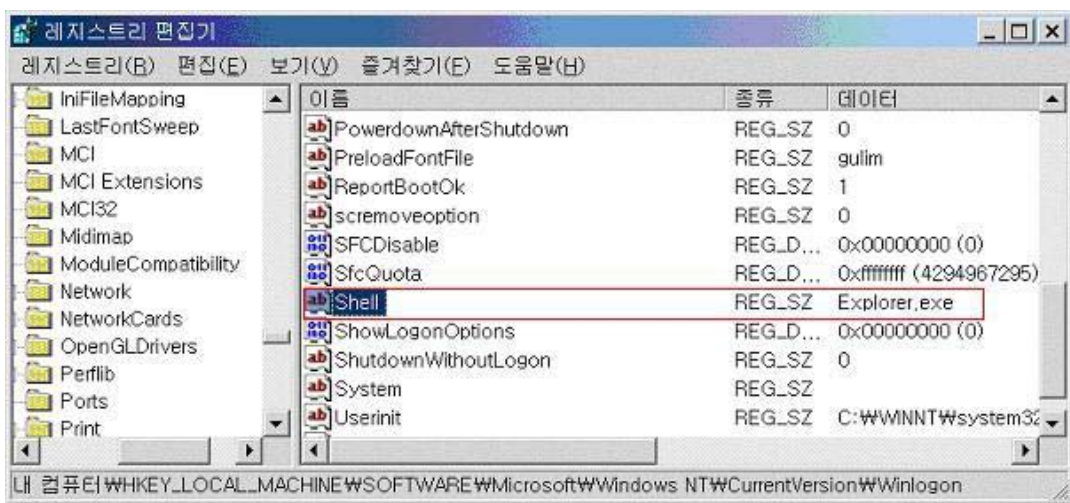 레지스트리 편집기
레지스트리(R) 편집(E) 보기(V) 즐겨찾기(F) 도움말(H)
IniFileMapping
LastFontSweep
MCI
MCI Extensions
MCI32
Midimap
ModuleCompatibility
Network
NetworkCards
OpenGLDrivers
Perflib
Ports
Print
이름 종류 데이터
PowerdownAfterShutdown REG_SZ 0
PreloadFontFile REG_SZ gulim
ReportBootOk REG_SZ 1
scremoveoption REG_SZ 0
SFCDisable REG_D... 0x00000000 (0)
SfcQuota REG_D... 0xffffffff (4294967295)
Shell REG_SZ Explorer.exe
ShowLogonOptions REG_D... 0x00000000 (0)
ShutdownWithoutLogon REG_SZ 0
System REG_SZ
Userinit REG_SZ C:₩WINNT₩system32
내 컴퓨터₩HKEY_LOCAL_MACHINE₩SOFTWARE₩Microsoft₩Windows NT₩CurrentVersion₩Winlogon